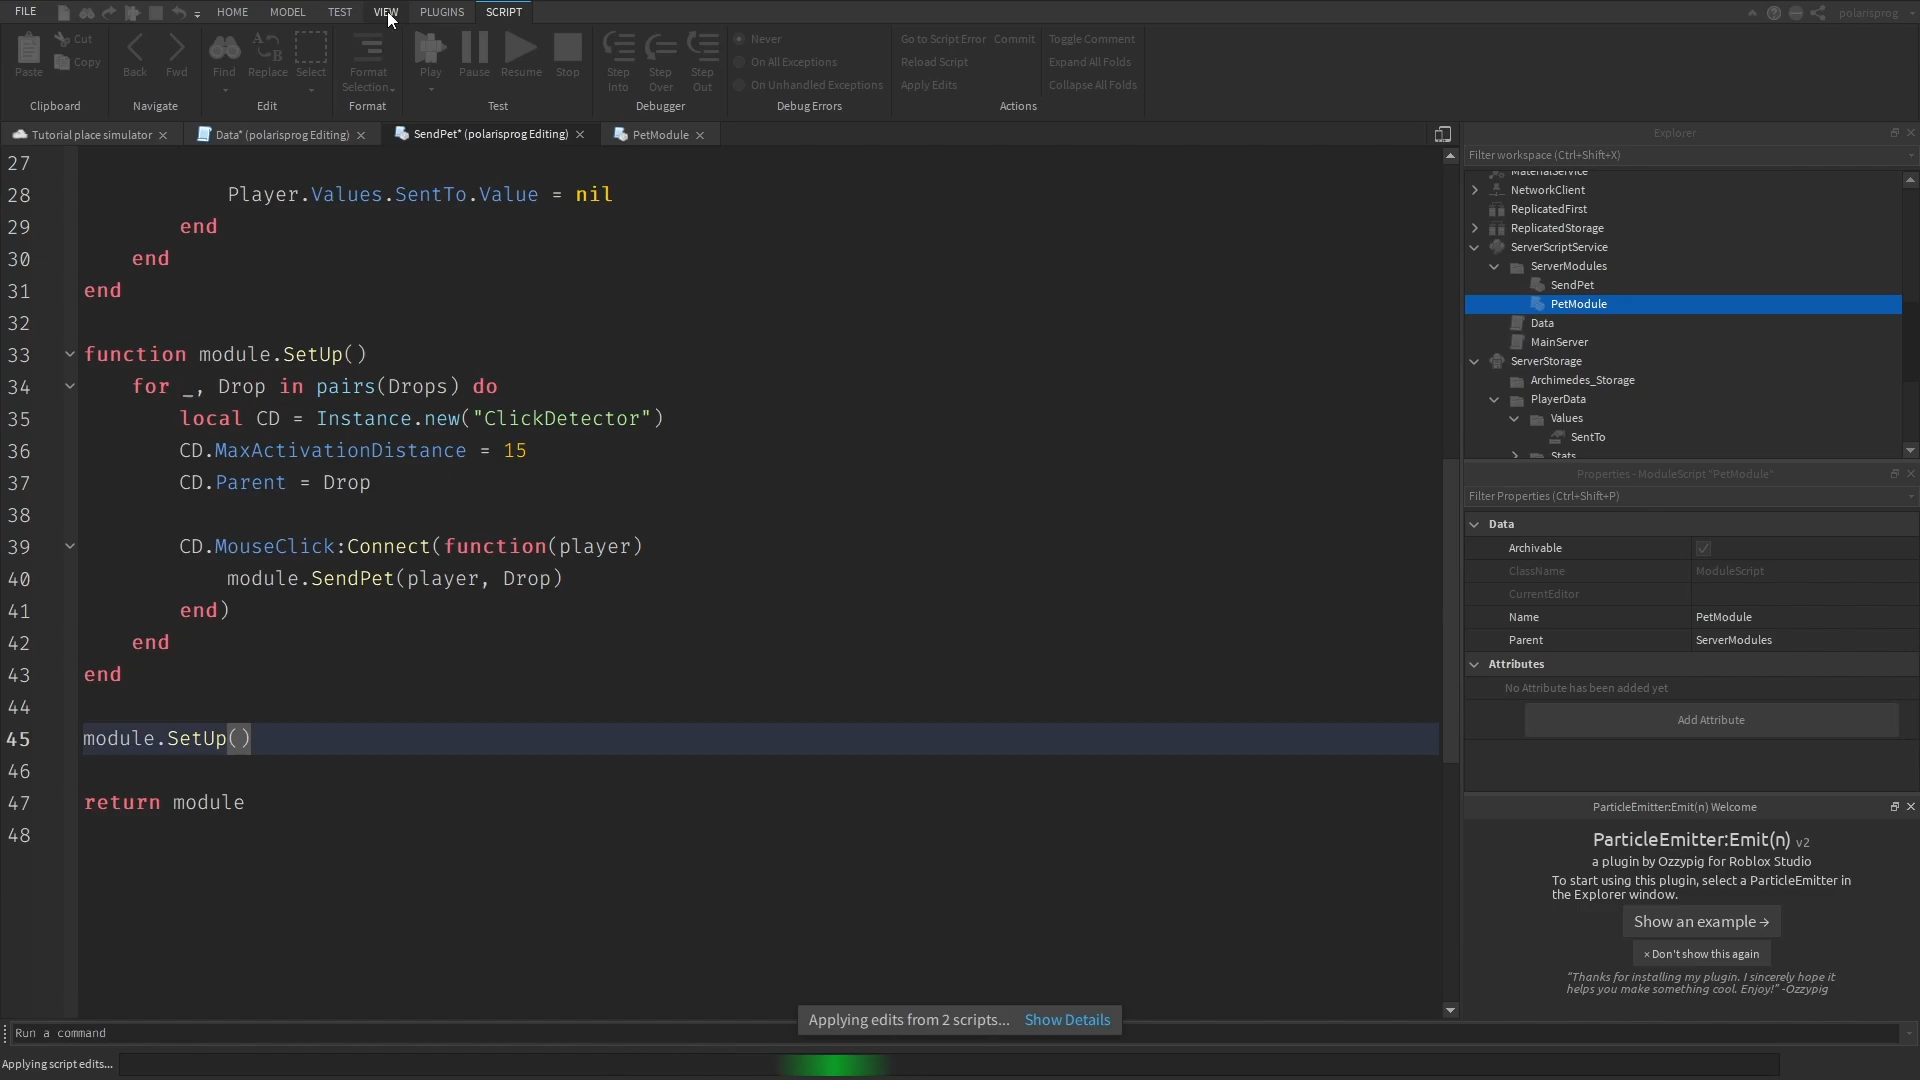 FILE HOME MODEL TEST VIEW PLUGINS SCRIPT polarisprog
Paste Cut Copy Back Fwd Find Replace Select Format Selection Play Pause Resume Stop Step Into Step Over Step Out
Never
On All Exceptions
On Unhandled Exceptions
Go to Script Error Commit Toggle Comment
Reload Script Expand All Folds
Apply Edits Collapse All Folds
Clipboard Navigate Edit Format Test Debugger Debug Errors Actions
Tutorial place simulator Data* (polarisprog Editing) SendPet* (polarisprog Editing) PetModule
27
28 Player.Values.SentTo.Value = nil
29 end
30 end
31 end
32
33 function module.SetUp()
34 for _, Drop in pairs(Drops) do
35 local CD = Instance.new("ClickDetector")
36 CD.MaxActivationDistance = 15
37 CD.Parent = Drop
38
39 CD.MouseClick:Connect(function(player)
40 module.SendPet(player, Drop)
41 end)
42 end
43 end
44
45 module.SetUp()
46
47 return module
48
Explorer
Filter workspace (Ctrl+Shift+X)
MaterialService
NetworkClient
ReplicatedFirst
ReplicatedStorage
ServerScriptService
ServerModules
SendPet
PetModule
Data
MainServer
ServerStorage
Archimedes_Storage
PlayerData
Values
SentTo
Stats
Properties - ModuleScript "PetModule"
Filter Properties (Ctrl+Shift+P)
Data
Archivable
ClassName ModuleScript
CurrentEditor
Name PetModule
Parent ServerModules
Attributes
No Attribute has been added yet
Add Attribute
ParticleEmitter:Emit(n) Welcome
ParticleEmitter:Emit(n) v2
a plugin by Ozzypig for Roblox Studio
To start using this plugin, select a ParticleEmitter in
the Explorer window.
Show an example →
× Don't show this again
"Thanks for installing my plugin. I sincerely hope it
helps you make something cool. Enjoy!" -Ozzypig
Applying edits from 2 scripts... Show Details
Run a command
Applying script edits...